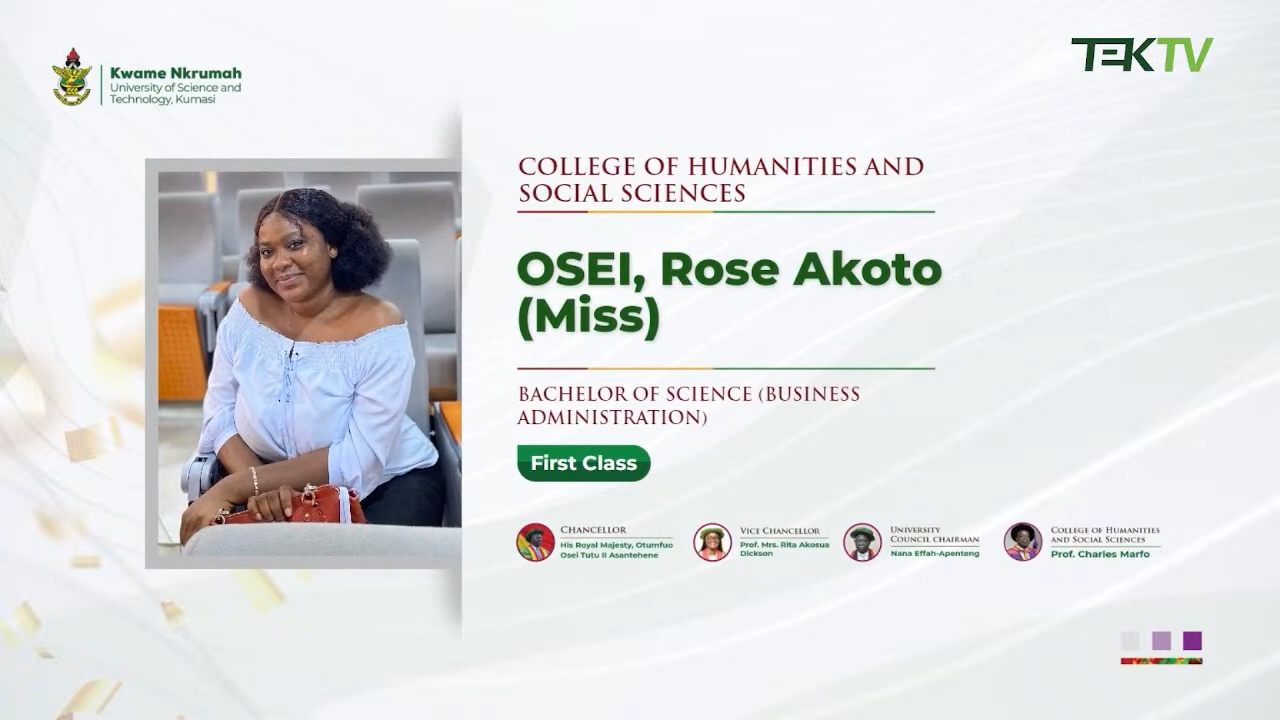 Kwame Nkrumah
University of Science and
Technology, Kumasi
TEKTV
COLLEGE OF HUMANITIES AND
SOCIAL SCIENCES
OSEI, Rose Akoto
(Miss)
BACHELOR OF SCIENCE (BUSINESS
ADMINISTRATION)
First Class
CHANCELLOR
His Royal Majesty, Otumfuo
Osei Tutu II Asantehene
VICE CHANCELLOR
Prof. Mrs. Rita Akosua
Dickson
UNIVERSITY
COUNCIL CHAIRMAN
Nana Effah-Apenteng
COLLEGE OF HUMANITIES
AND SOCIAL SCIENCES
Prof. Charles Marfo